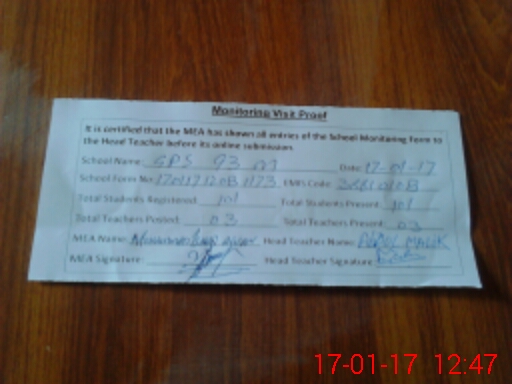 Monitoring Visit Proof
It is certified that the MEA has shown all entries of the School Monitoring Form to
the Head Teacher before its online submission.
School Name: GPS 93 M Date: 17-01-17
School Form No: EMIS Code:
Total Students Registered: 101 Total Students Present: 101
Total Teachers Posted: 03 Total Teachers Present: 03
MEA Name: Head Teacher Name: ABDUL MALIK
MEA Signature: Head Teacher Signature
17-01-17 12:47